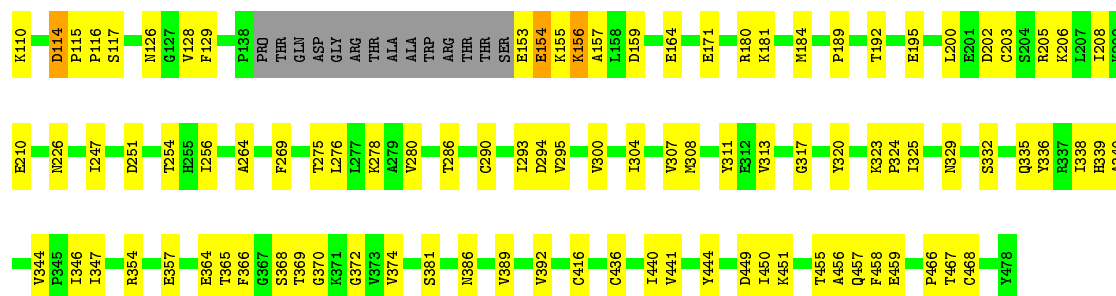 K110 D114 P115 P116 S117 N126 G127 V128 F129 P138 PRO THR GLN ASP GLY ARG THR ALA ALA TRP ARG THR THR SER E153 E154 K155 K156 A157 L158 D159 E164 E171 R180 K181 M184 P189 T192 E195 L200 E201 D202 C203 S204 R205 K206 L207 I208
E210 N226 I247 D251 T254 H255 I256 A264 F269 T275 L276 L277 K278 A279 V280 T286 C290 I293 D294 V295 V300 I304 V307 M308 Y311 E312 V313 G317 Y320 K323 P324 I325 N329 S332 Q335 Y336 R337 I338 H339
V344 P345 I346 I347 R354 E357 E364 T365 F366 G367 S368 T369 G370 K371 G372 V373 V374 S381 N386 V389 V392 C416 C436 I440 V441 Y444 D449 I450 K451 T455 A456 Q457 F458 E459 P466 T467 C468 Y478